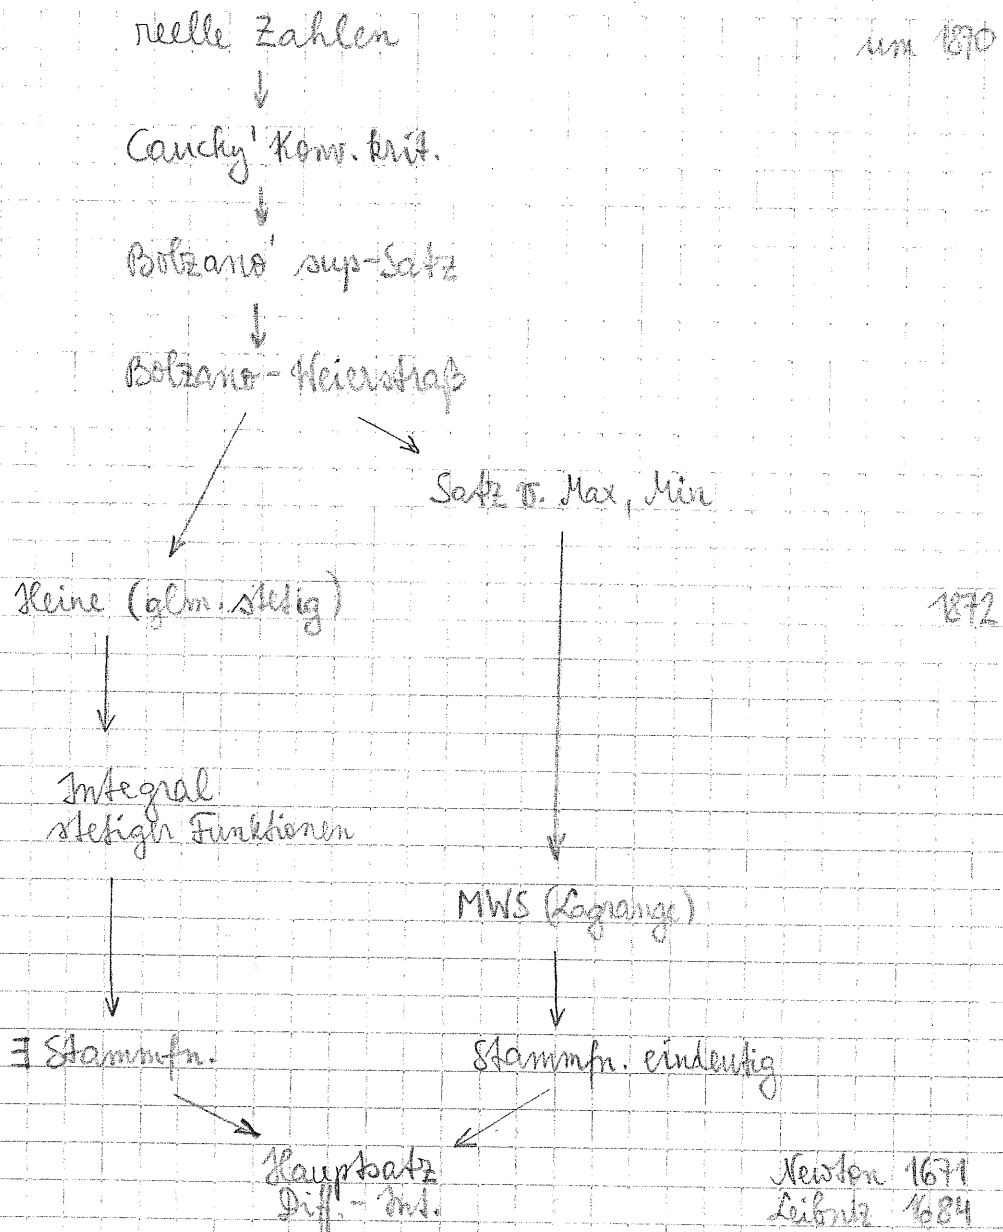 reelle Zahlen um 1870
Cauchy' Konv. krit.
Bolzano' sup-Satz
Bolzano-Weierstraß
Satz v. Max, Min
Heine (glm. stetig) 1872
Integral
stetiger Funktionen
MWS (Lagrange)
∃ Stammfn. Stammfn. eindeutig
Hauptsatz Newton 1671
Diff.- Int. Leibniz 1684